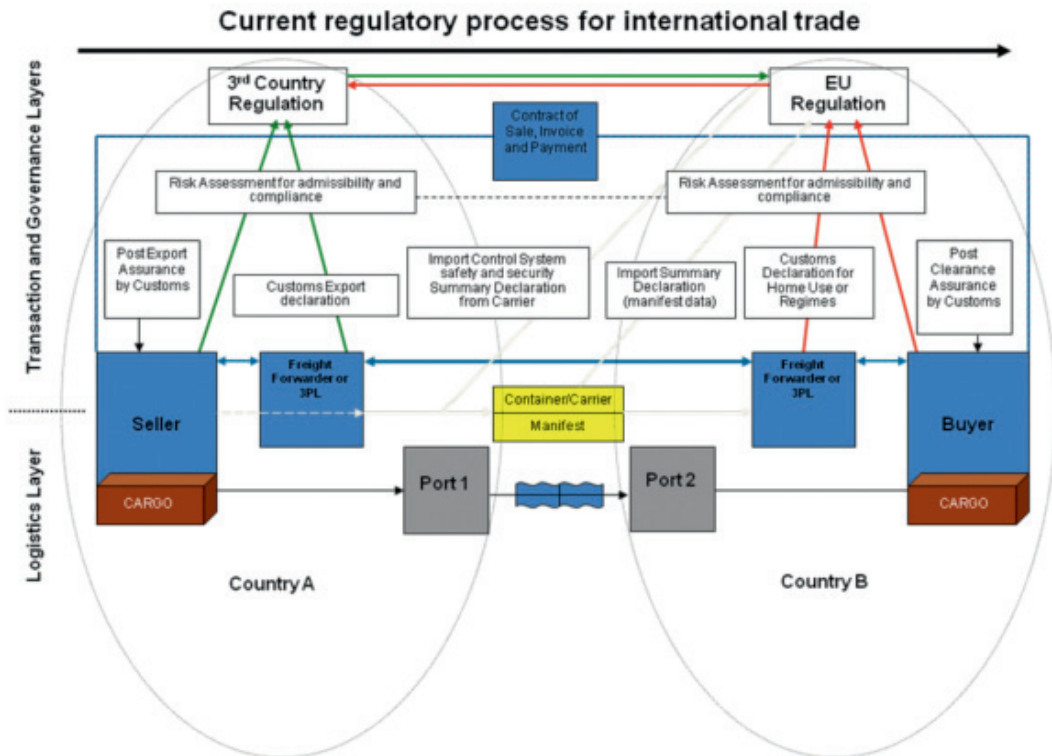 Current regulatory process for international trade
Transaction and Governance Layers
Logistics Layer
3rd Country
Regulation
EU
Regulation
Contract of
Sale, Invoice
and Payment
Risk Assessment for admissibility and
compliance
Risk Assessment for admissibility and
compliance
Post Export
Assurance
by Customs
Customs Export
declaration
Import Control System
safety and security
Summary Declaration
from Carrier
Import Summary
Declaration
(manifest data)
Customs
Declaration for
Home Use or
Regimes
Post
Clearance
Assurance
by Customs
Seller
Freight
Forwarder or
3PL
Container/Carrier
Manifest
Freight
Forwarder or
3PL
Buyer
CARGO
Port 1
Port 2
CARGO
Country A
Country B